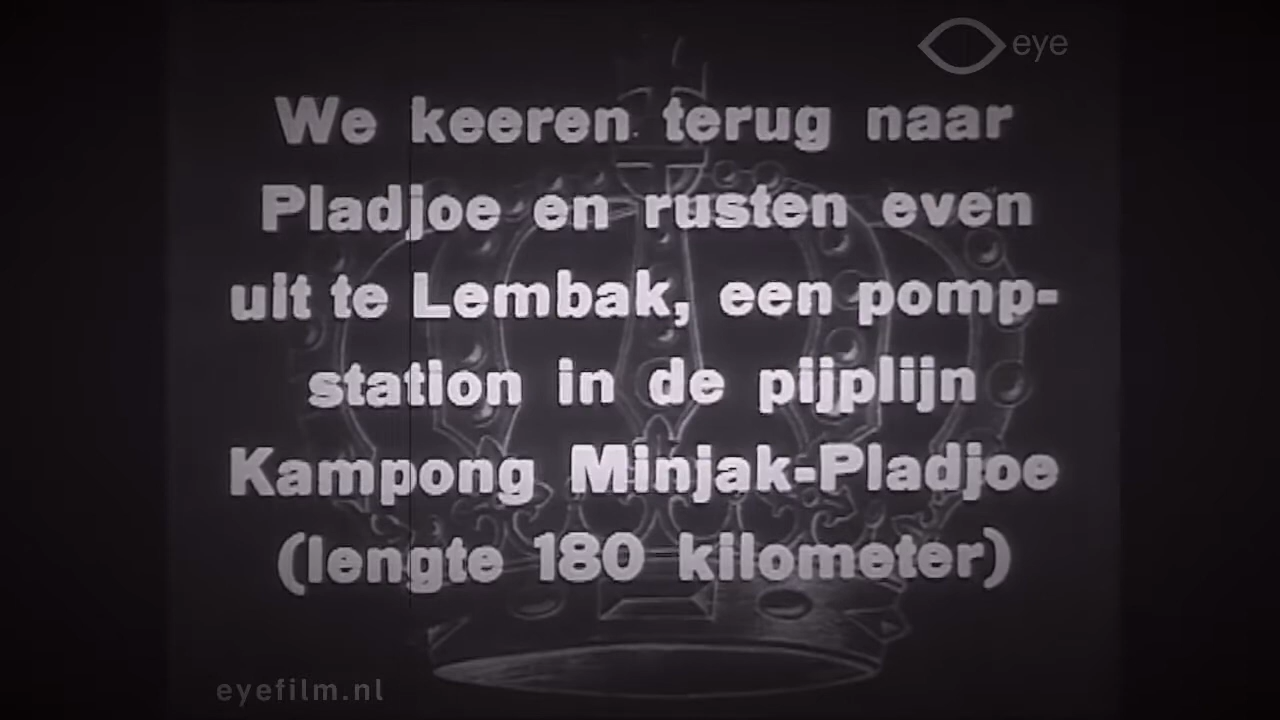 eye
We keeren terug naar
Pladjoe en rusten even
uit te Lembak, een pomp-
station in de pijplijn
Kampong Minjak-Pladjoe
(lengte 180 kilometer)
eyefilm.nl